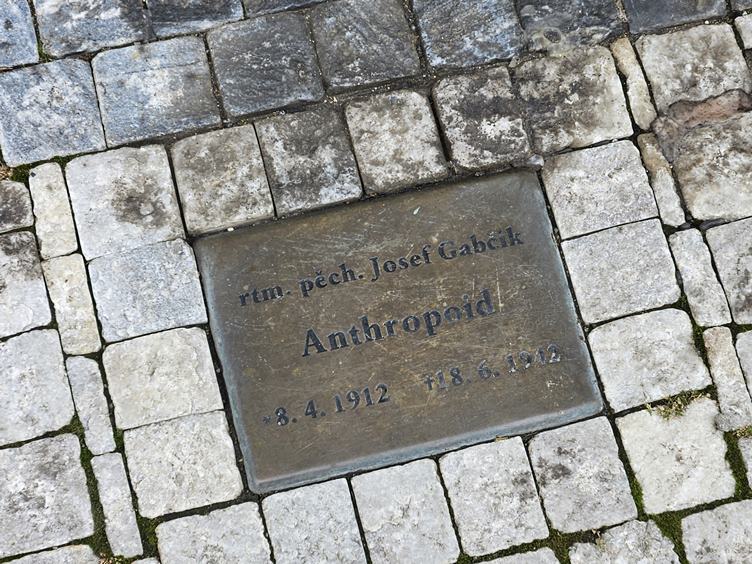 rtm. pěch. Josef Gabčík
Anthropoid
*8. 4. 1912 †18. 6. 1942